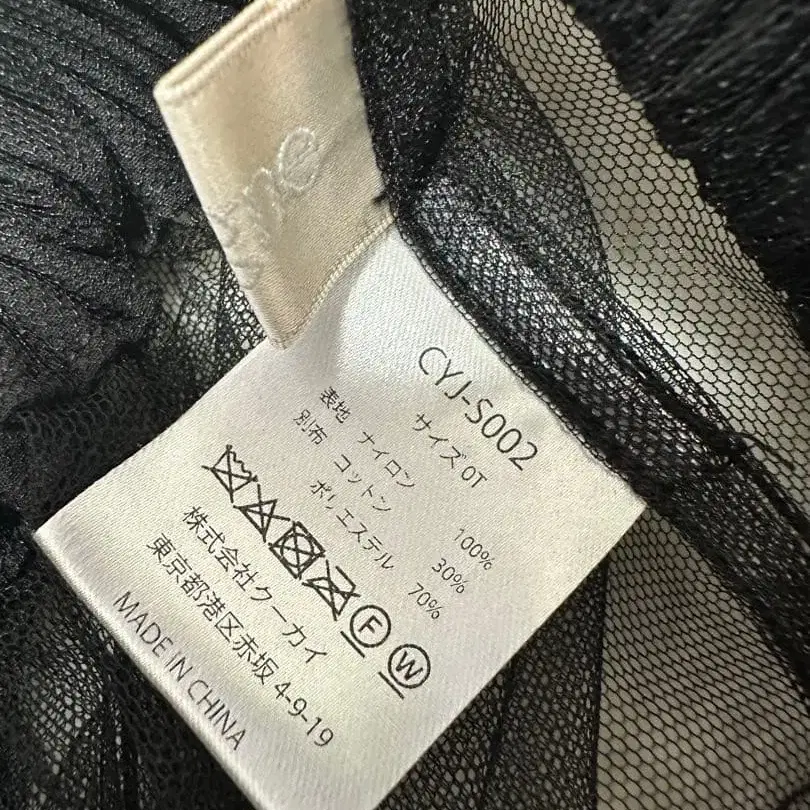 CYJ-S002
サイズ 0T
表地 ナイロン 100%
別布 コットン 30%
ポリエステル 70%
F W
株式会社クーカイ
東京都港区赤坂 4-9-19
MADE IN CHINA